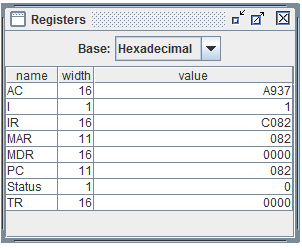 Registers
Base: Hexadecimal
name width value
AC 16 A937
I 1 1
IR 16 C082
MAR 11 082
MDR 16 0000
PC 11 082
Status 1 0
TR 16 0000